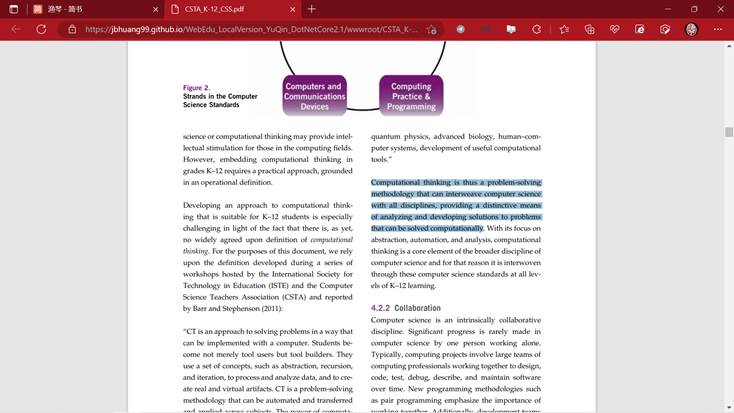 渔琴 - 简书
CSTA_K-12_CSS.pdf
https://jbhuang99.github.io/WebEdu_LocalVersion_YuQin_DotNetCore2.1/wwwroot/CSTA_K-...
Figure 2.
Strands in the Computer
Science Standards
Computers and
Communications
Devices
Computing
Practice &
Programming
science or computational thinking may provide intel-
lectual stimulation for those in the computing fields.
However, embedding computational thinking in
grades K–12 requires a practical approach, grounded
in an operational definition.
Developing an approach to computational think-
ing that is suitable for K–12 students is especially
challenging in light of the fact that there is, as yet,
no widely agreed upon definition of computational
thinking. For the purposes of this document, we rely
upon the definition developed during a series of
workshops hosted by the International Society for
Technology in Education (ISTE) and the Computer
Science Teachers Association (CSTA) and reported
by Barr and Stephenson (2011):
“CT is an approach to solving problems in a way that
can be implemented with a computer. Students be-
come not merely tool users but tool builders. They
use a set of concepts, such as abstraction, recursion,
and iteration, to process and analyze data, and to cre-
ate real and virtual artifacts. CT is a problem-solving
methodology that can be automated and transferred
and applied across subjects. The power of computa-
quantum physics, advanced biology, human–com-
puter systems, development of useful computational
tools.”
Computational thinking is thus a problem-solving
methodology that can interweave computer science
with all disciplines, providing a distinctive means
of analyzing and developing solutions to problems
that can be solved computationally. With its focus on
abstraction, automation, and analysis, computational
thinking is a core element of the broader discipline of
computer science and for that reason it is interwoven
through these computer science standards at all lev-
els of K–12 learning.
4.2.2 Collaboration
Computer science is an intrinsically collaborative
discipline. Significant progress is rarely made in
computer science by one person working alone.
Typically, computing projects involve large teams of
computing professionals working together to design,
code, test, debug, describe, and maintain software
over time. New programming methodologies such
as pair programming emphasize the importance of
working together. Additionally, development teams